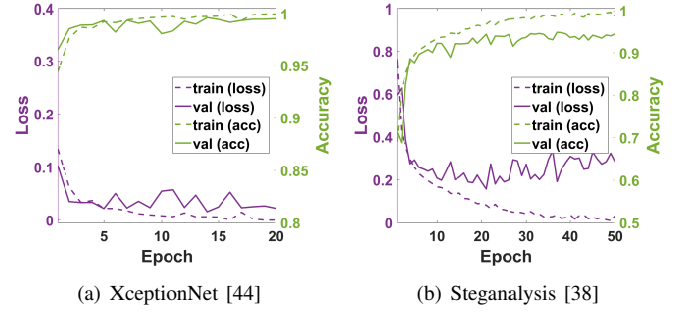 0.4
0.3
0.2
0.1
0
Loss
1
0.95
0.9
0.85
0.8
Accuracy
train (loss)
val (loss)
train (acc)
val (acc)
5
10
15
20
Epoch
(a) XceptionNet [44]
1
0.8
0.6
0.4
0.2
0
Loss
1
0.9
0.8
0.7
0.6
0.5
Accuracy
train (loss)
val (loss)
train (acc)
val (acc)
10
20
30
40
50
Epoch
(b) Steganalysis [38]